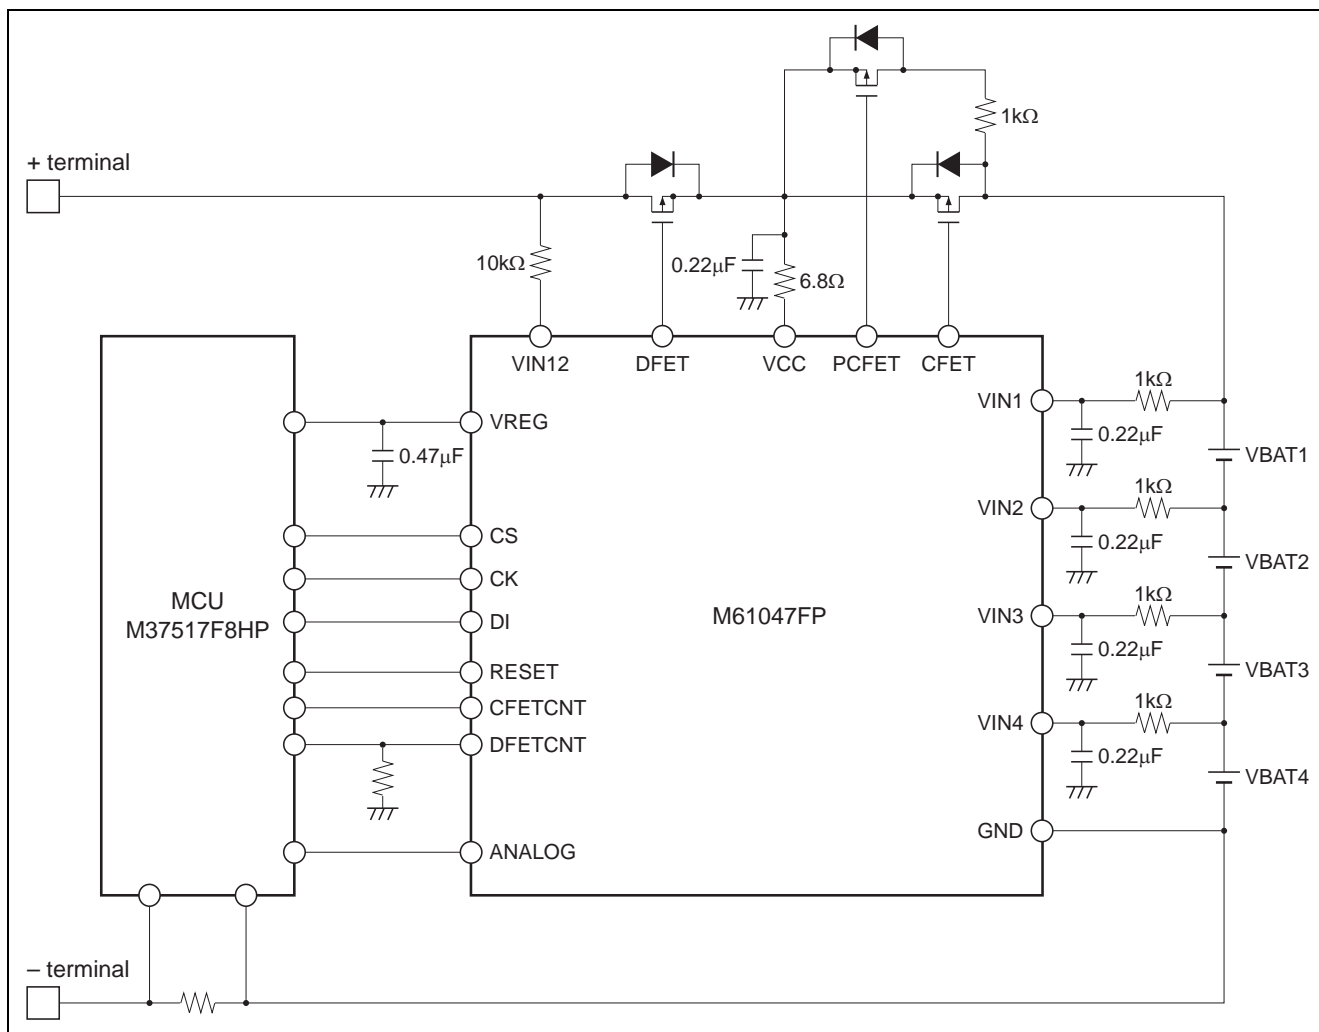 1kΩ
+ terminal
10kΩ
0.22µF
6.8Ω
VIN12
DFET
VCC
PCFET
CFET
1kΩ
VIN1
VREG
0.22µF
0.47µF
VBAT1
1kΩ
VIN2
CS
0.22µF
VBAT2
CK
1kΩ
MCU
M37517F8HP
M61047FP
VIN3
DI
0.22µF
RESET
VBAT3
1kΩ
CFETCNT
VIN4
DFETCNT
0.22µF
VBAT4
GND
ANALOG
– terminal